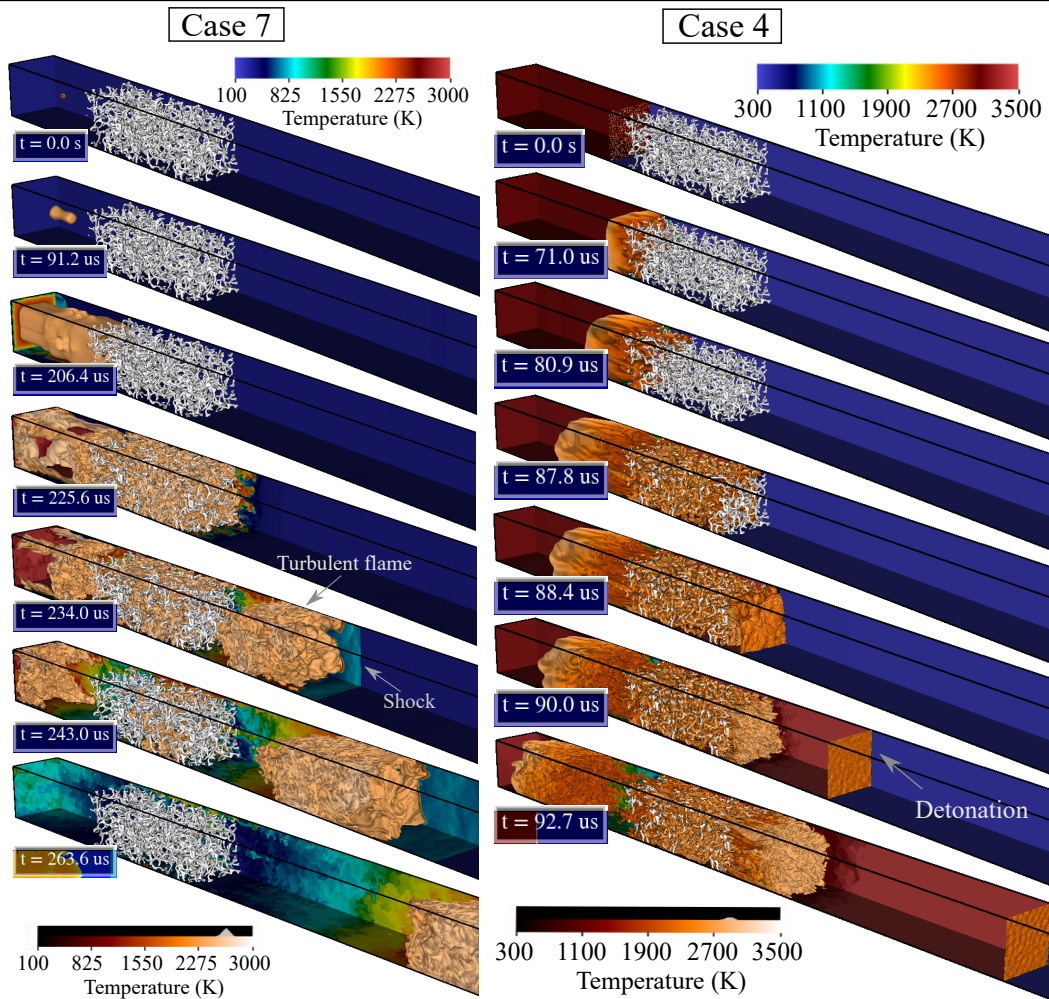 Case 7
100 825 1550 2275 3000
Temperature (K)
t = 0.0 s
t = 91.2 us
t = 206.4 us
t = 225.6 us
Turbulent flame
t = 234.0 us
Shock
t = 243.0 us
t = 263.6 us
100 825 1550 2275 3000
Temperature (K)
Case 4
300 1100 1900 2700 3500
Temperature (K)
t = 0.0 s
t = 71.0 us
t = 80.9 us
t = 87.8 us
t = 88.4 us
t = 90.0 us
Detonation
t = 92.7 us
300 1100 1900 2700 3500
Temperature (K)